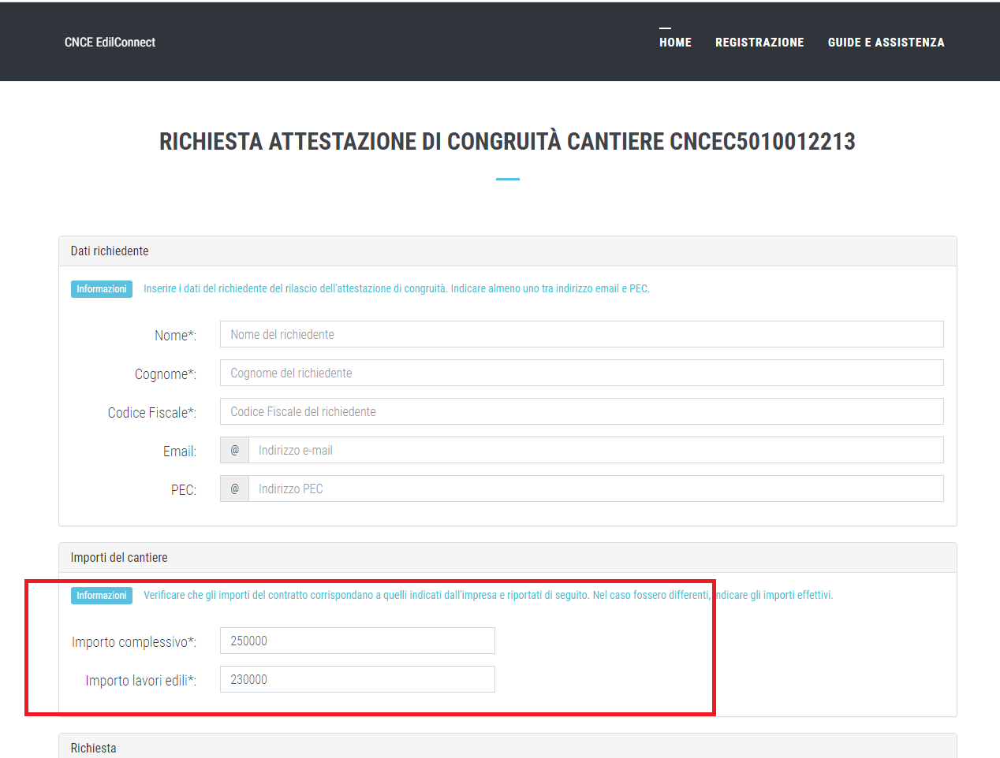 CNCE EdilConnect
HOME REGISTRAZIONE GUIDE E ASSISTENZA
RICHIESTA ATTESTAZIONE DI CONGRUITÀ CANTIERE CNCEC5010012213
Dati richiedente
Informazioni Inserire i dati del richiedente del rilascio dell'attestazione di congruità. Indicare almeno uno tra indirizzo email e PEC.
Nome*: Nome del richiedente
Cognome*: Cognome del richiedente
Codice Fiscale*: Codice Fiscale del richiedente
Email: @ Indirizzo e-mail
PEC: @ Indirizzo PEC
Importi del cantiere
Informazioni Verificare che gli importi del contratto corrispondano a quelli indicati dall'impresa e riportati di seguito. Nel caso fossero differenti, indicare gli importi effettivi.
Importo complessivo*: 250000
Importo lavori edili*: 230000
Richiesta